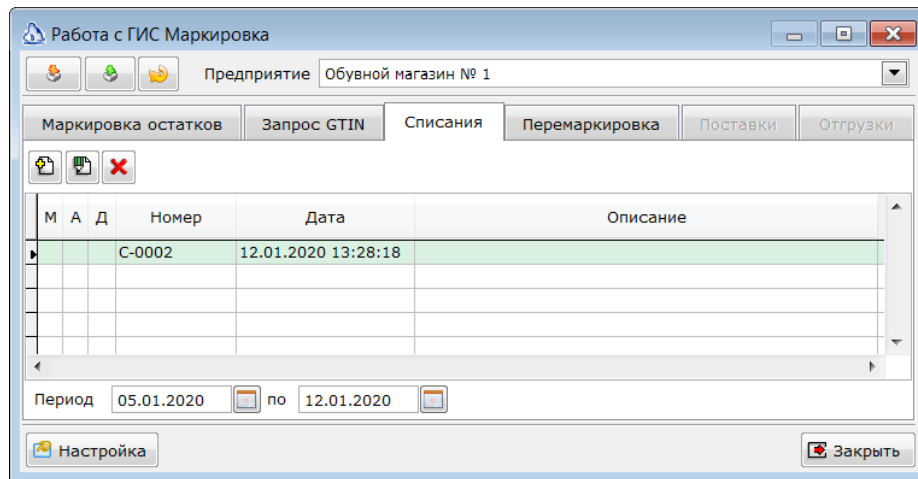 Работа с ГИС Маркировка
Предприятие Обувной магазин № 1
Маркировка остатков Запрос GTIN Списания Перемаркировка Поставки Отгрузки
М А Д Номер Дата Описание
С-0002 12.01.2020 13:28:18
Период 05.01.2020 по 12.01.2020
Настройка Закрыть